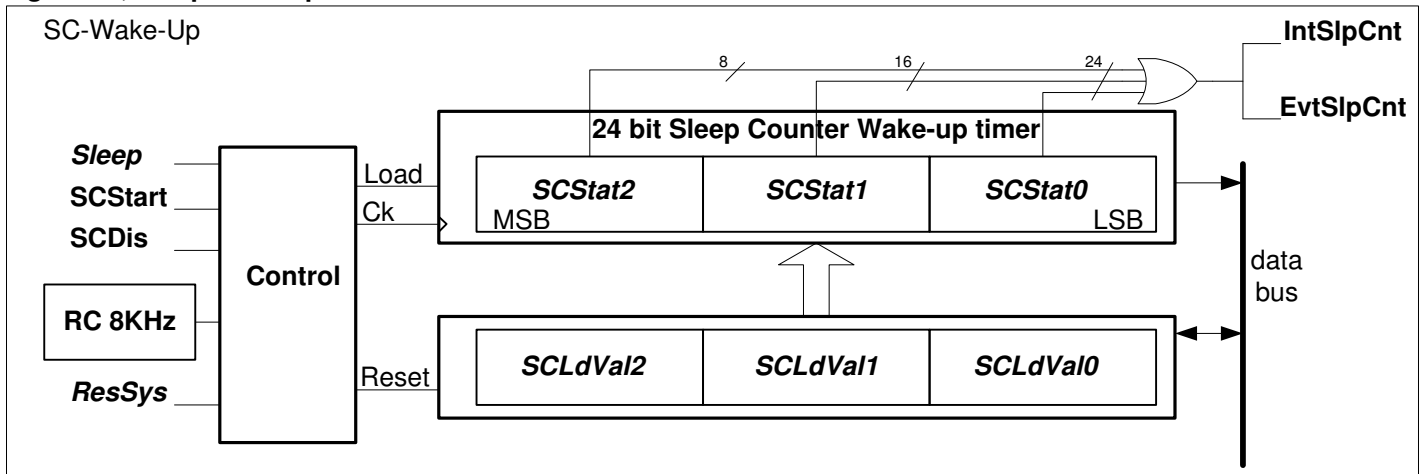 SC-Wake-Up
IntSlpCnt
8
16
24
EvtSlpCnt
24 bit Sleep Counter Wake-up timer
Sleep
SCStart
SCDis
RC 8KHz
ResSys
Control
Load
Ck
Reset
SCStat2
SCStat1
SCStat0
MSB
LSB
SCLdVal2
SCLdVal1
SCLdVal0
data
bus